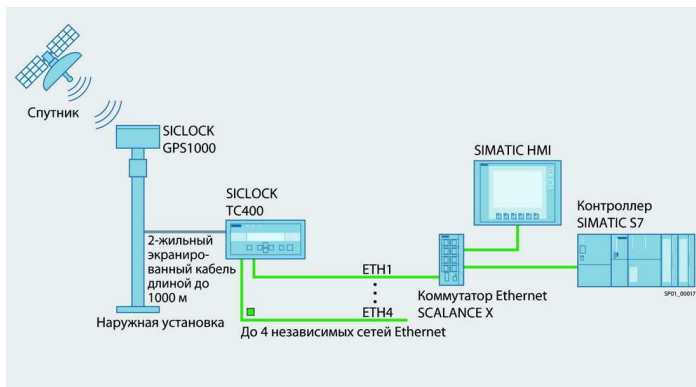 Спутник
SICLOCK
GPS1000
SICLOCK
TC400
2-жильный
экраниро-
ванный кабель
длиной до
1000 м
Наружная установка
SIMATIC HMI
Контроллер
SIMATIC S7
ETH1
ETH4
Коммутатор Ethernet
SCALANCE X
До 4 независимых сетей Ethernet
SP01_00017